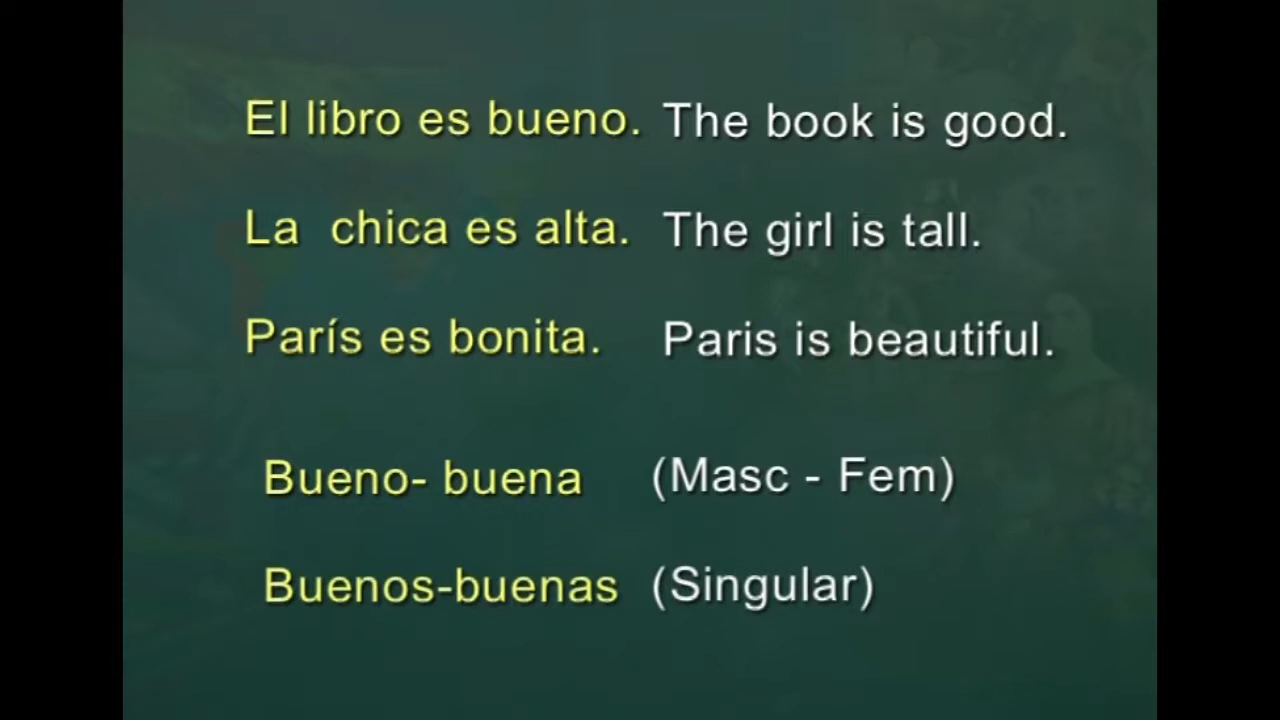 El libro es bueno. The book is good.
La chica es alta. The girl is tall.
París es bonita. Paris is beautiful.
Bueno- buena (Masc - Fem)
Buenos-buenas (Singular)